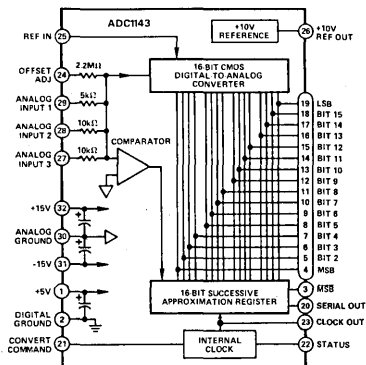 ADC1143
REF IN 25
+10V REFERENCE
26 +10V REF OUT
OFFSET ADJ 24 2.2MΩ
16-BIT CMOS
DIGITAL TO ANALOG
CONVERTER
ANALOG INPUT 1 29 5kΩ
ANALOG INPUT 2 28 10kΩ
ANALOG INPUT 3 27 10kΩ
COMPARATOR
19 LSB
18 BIT 15
17 BIT 14
16 BIT 13
15 BIT 12
14 BIT 11
13 BIT 10
12 BIT 9
11 BIT 8
10 BIT 7
9 BIT 6
8 BIT 5
7 BIT 4
6 BIT 3
5 BIT 2
4 MSB
+15V 32
+
ANALOG GROUND 30
+
-15V 31
+5V 1
+
DIGITAL GROUND 2
16-BIT SUCCESSIVE
APPROXIMATION REGISTER
3 M̅S̅B̅
20 SERIAL OUT
23 CLOCK OUT
CONVERT COMMAND 21
INTERNAL CLOCK
22 STATUS